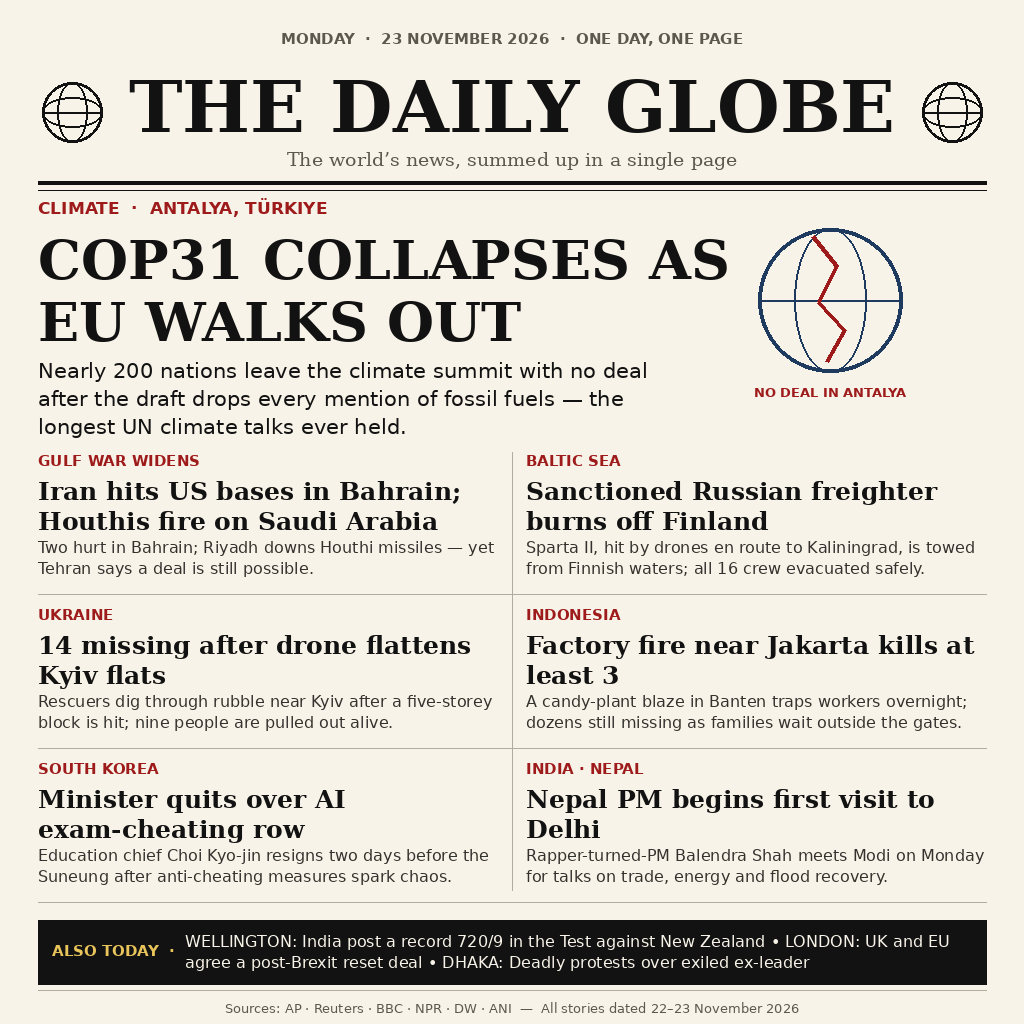 MONDAY · 23 NOVEMBER 2026 · ONE DAY, ONE PAGE
THE DAILY GLOBE
The world’s news, summed up in a single page
CLIMATE · ANTALYA, TÜRKIYE
COP31 COLLAPSES AS
EU WALKS OUT
Nearly 200 nations leave the climate summit with no deal
after the draft drops every mention of fossil fuels — the
longest UN climate talks ever held.
NO DEAL IN ANTALYA
GULF WAR WIDENS
Iran hits US bases in Bahrain;
Houthis fire on Saudi Arabia
Two hurt in Bahrain; Riyadh downs Houthi missiles — yet
Tehran says a deal is still possible.
BALTIC SEA
Sanctioned Russian freighter
burns off Finland
Sparta II, hit by drones en route to Kaliningrad, is towed
from Finnish waters; all 16 crew evacuated safely.
UKRAINE
14 missing after drone flattens
Kyiv flats
Rescuers dig through rubble near Kyiv after a five-storey
block is hit; nine people are pulled out alive.
INDONESIA
Factory fire near Jakarta kills at
least 3
A candy-plant blaze in Banten traps workers overnight;
dozens still missing as families wait outside the gates.
SOUTH KOREA
Minister quits over AI
exam-cheating row
Education chief Choi Kyo-jin resigns two days before the
Suneung after anti-cheating measures spark chaos.
INDIA · NEPAL
Nepal PM begins first visit to
Delhi
Rapper-turned-PM Balendra Shah meets Modi on Monday
for talks on trade, energy and flood recovery.
ALSO TODAY ·
WELLINGTON: India post a record 720/9 in the Test against New Zealand • LONDON: UK and EU
agree a post-Brexit reset deal • DHAKA: Deadly protests over exiled ex-leader
Sources: AP · Reuters · BBC · NPR · DW · ANI — All stories dated 22–23 November 2026